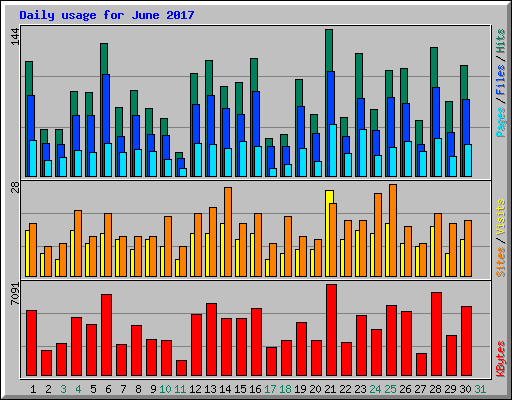 Daily usage for June 2017
144
Pages / Files / Hits
28
Sites / Visits
7091
KBytes
1 2 3 4 5 6 7 8 9 10 11 12 13 14 15 16 17 18 19 20 21 22 23 24 25 26 27 28 29 30 31